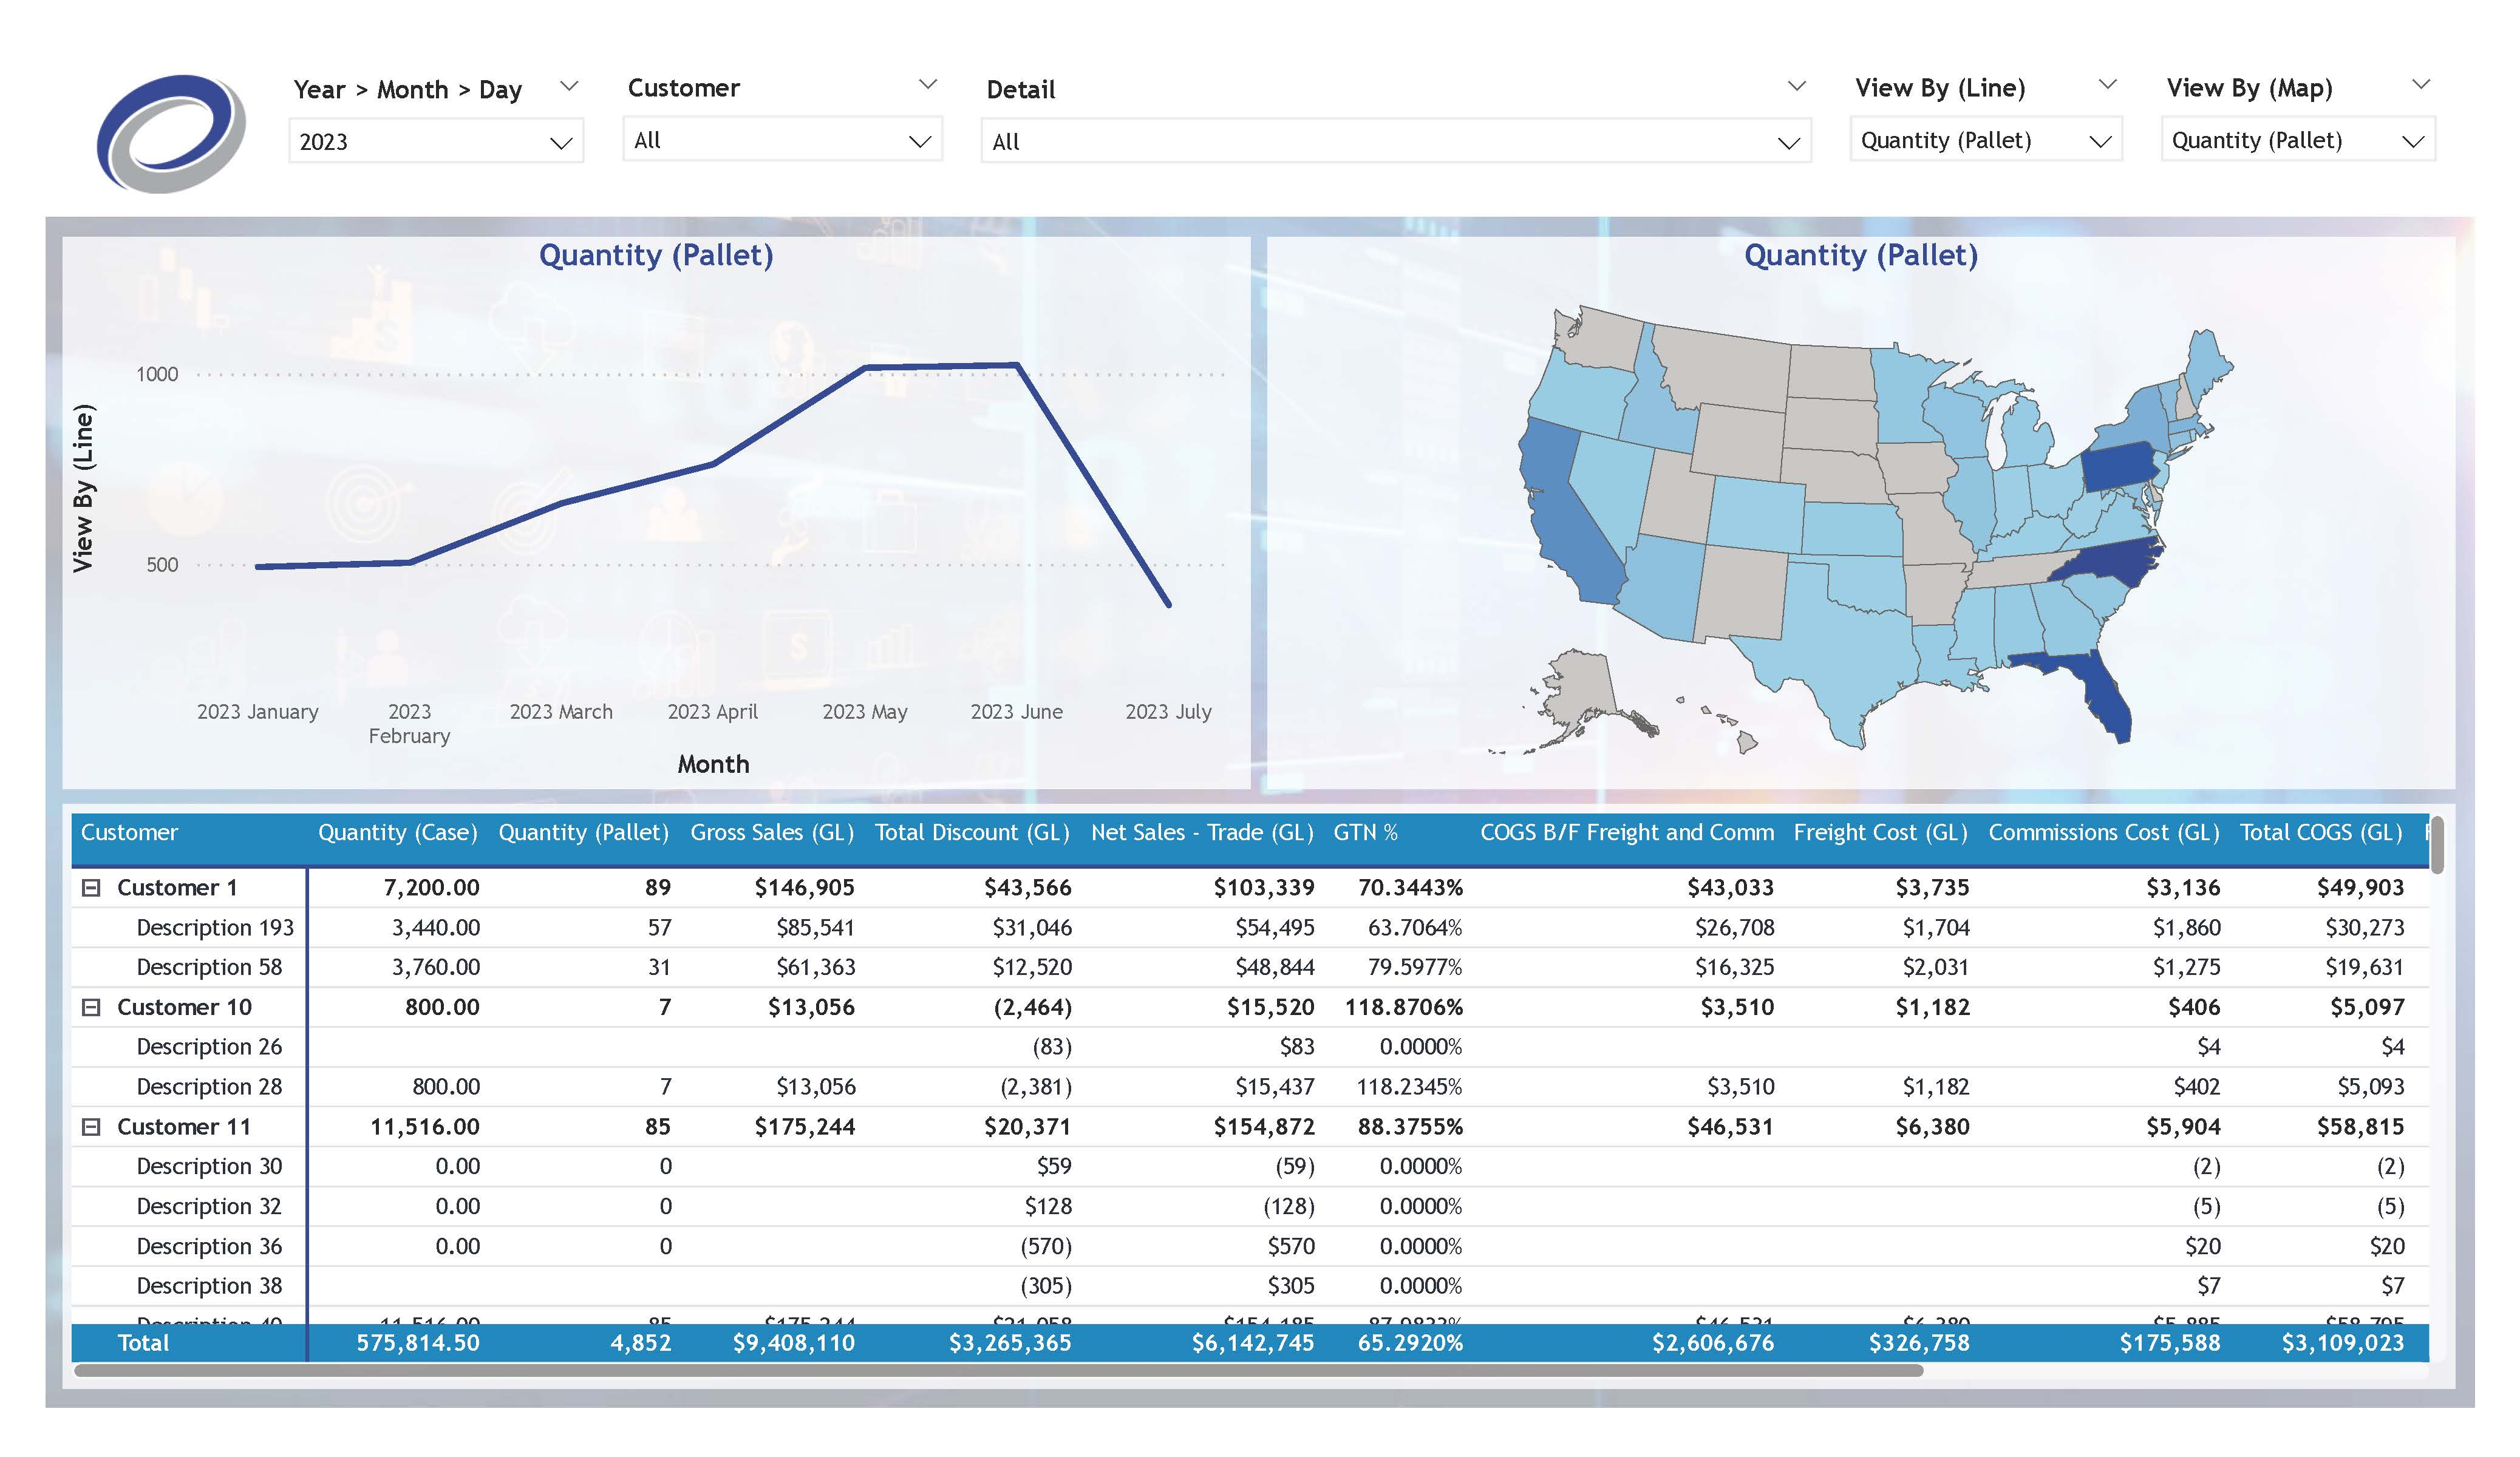 Year > Month > Day
2023
Customer
All
Detail
All
View By (Line)
Quantity (Pallet)
View By (Map)
Quantity (Pallet)
Quantity (Pallet)
View By (Line)
1000
500
2023 January
2023 February
2023 March
2023 April
2023 May
2023 June
2023 July
Month
Quantity (Pallet)
Customer Quantity (Case) Quantity (Pallet) Gross Sales (GL) Total Discount (GL) Net Sales - Trade (GL) GTN % COGS B/F Freight and Comm Freight Cost (GL) Commissions Cost (GL) Total COGS (GL)
Customer 1 7,200.00 89 $146,905 $43,566 $103,339 70.3443% $43,033 $3,735 $3,136 $49,903
Description 193 3,440.00 57 $85,541 $31,046 $54,495 63.7064% $26,708 $1,704 $1,860 $30,273
Description 58 3,760.00 31 $61,363 $12,520 $48,844 79.5977% $16,325 $2,031 $1,275 $19,631
Customer 10 800.00 7 $13,056 (2,464) $15,520 118.8706% $3,510 $1,182 $406 $5,097
Description 26 (83) $83 0.0000% $4 $4
Description 28 800.00 7 $13,056 (2,381) $15,437 118.2345% $3,510 $1,182 $402 $5,093
Customer 11 11,516.00 85 $175,244 $20,371 $154,872 88.3755% $46,531 $6,380 $5,904 $58,815
Description 30 0.00 0 $59 (59) 0.0000% (2) (2)
Description 32 0.00 0 $128 (128) 0.0000% (5) (5)
Description 36 0.00 0 (570) $570 0.0000% $20 $20
Description 38 (305) $305 0.0000% $7 $7
Total 575,814.50 4,852 $9,408,110 $3,265,365 $6,142,745 65.2920% $2,606,676 $326,758 $175,588 $3,109,023